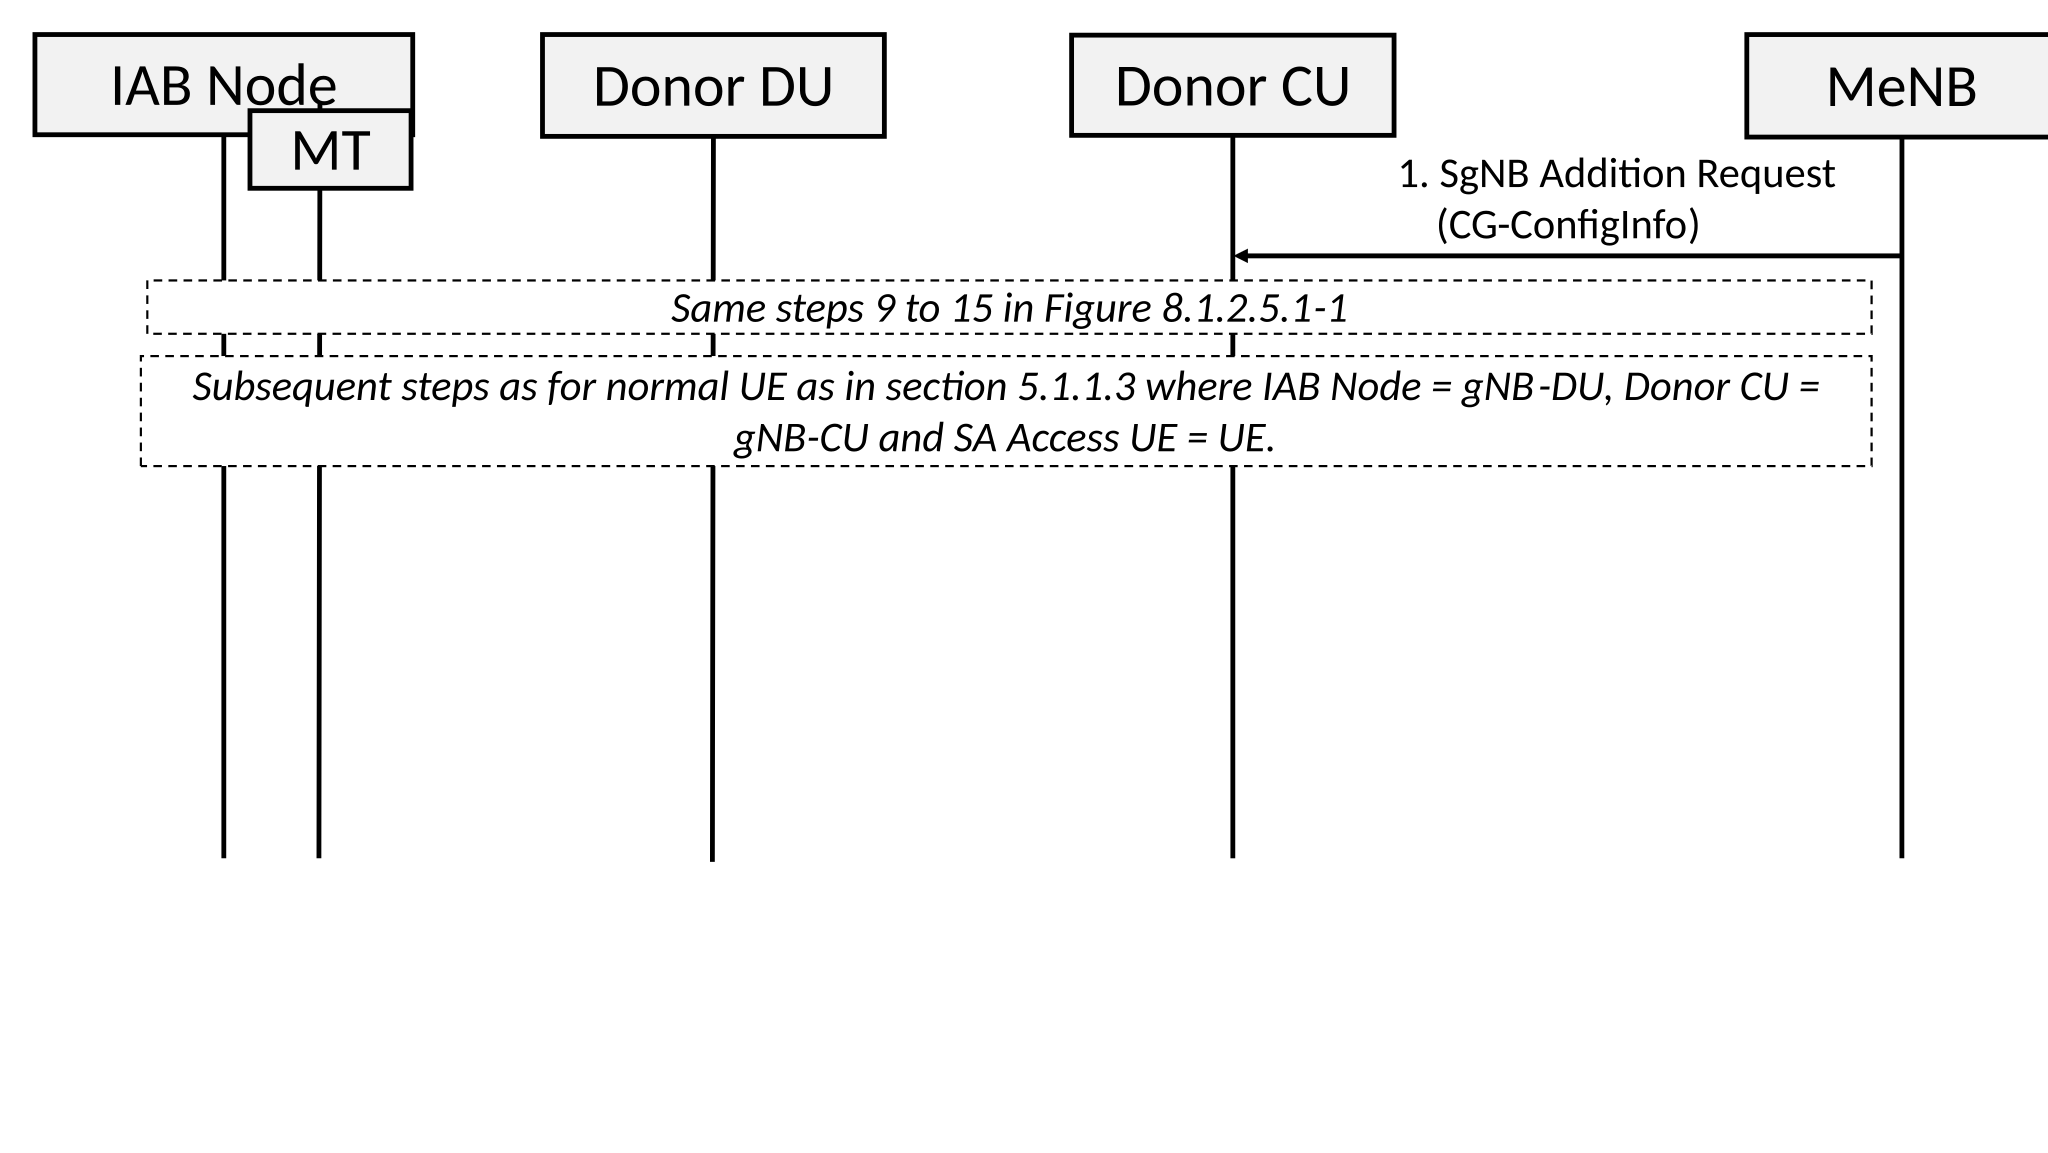 IAB Node
MT
Donor DU
Donor CU
MeNB
1. SgNB Addition Request
(CG-ConfigInfo)
Same steps 9 to 15 in Figure 8.1.2.5.1-1
Subsequent steps as for normal UE as in section 5.1.1.3 where IAB Node = gNB-DU, Donor CU =
gNB-CU and SA Access UE = UE.